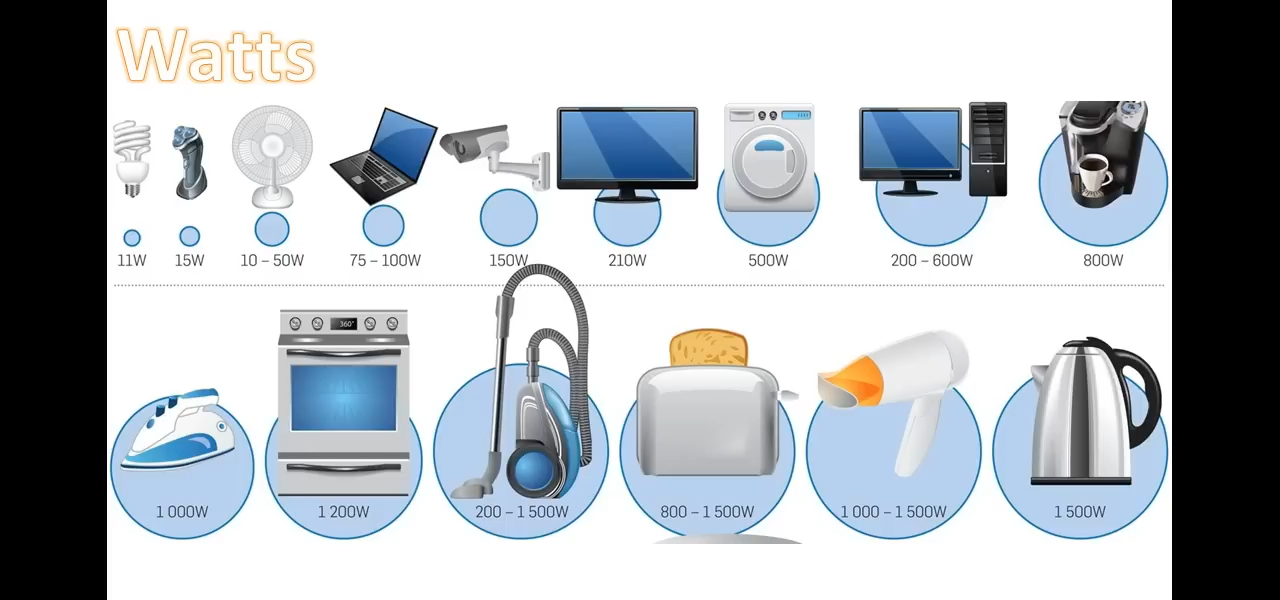 Watts
11W 15W 10 – 50W 75 – 100W 150W 210W 500W 200 – 600W 800W
360°
1 000W 1 200W 200 – 1 500W 800 – 1 500W 1 000 – 1 500W 1 500W